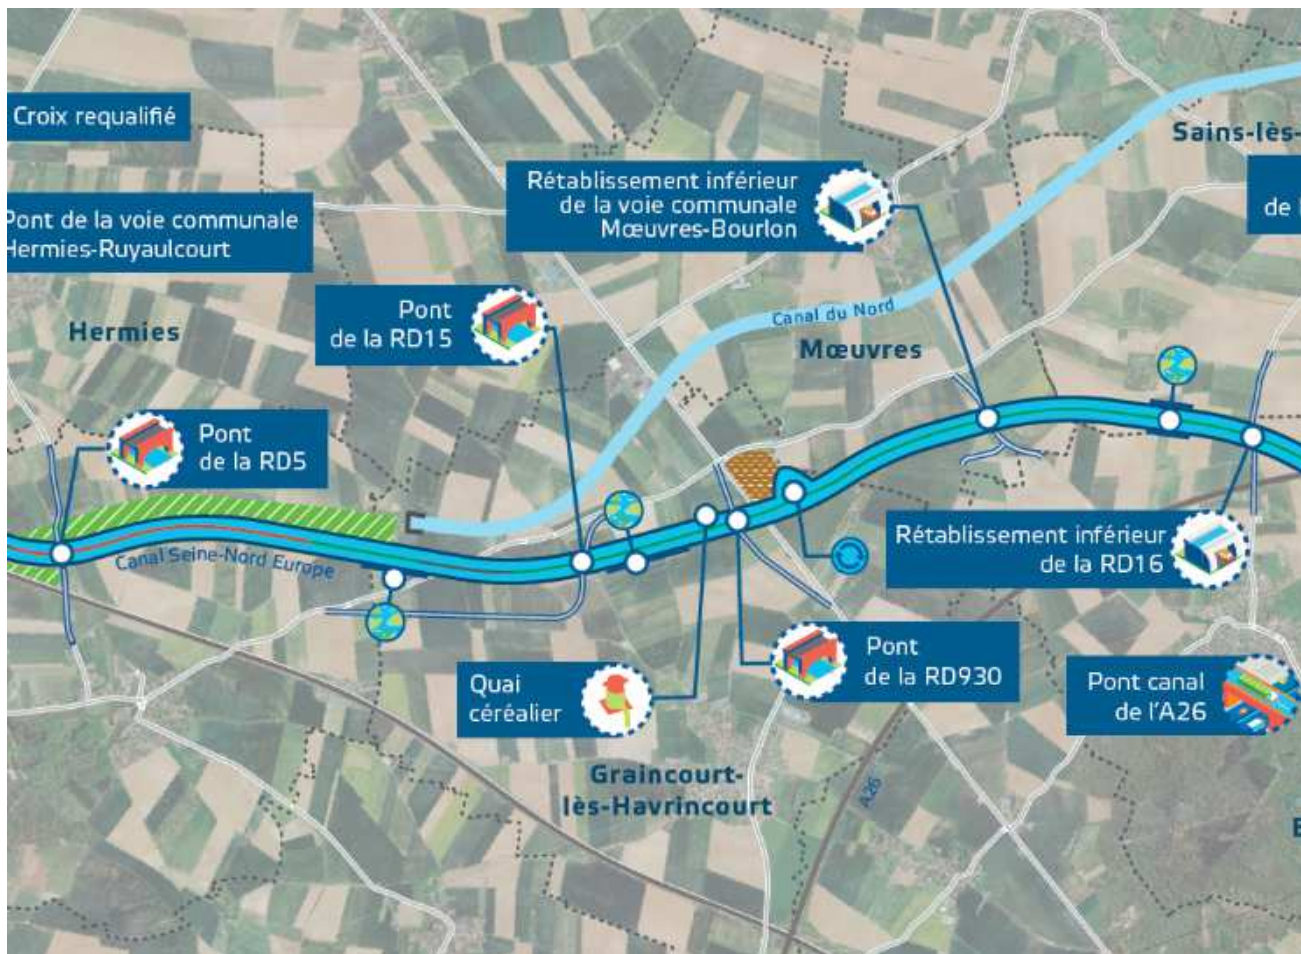 Croix requalifié
Sains-lès-
Rétablissement inférieur
de la voie communale
Mœuvres-Bourlon
Pont de la voie communale
Hermies-Ruyaulcourt
de l
Hermies
Pont
de la RD15
Canal du Nord
Mœuvres
Pont
de la RD5
Canal Seine-Nord Europe
Rétablissement inférieur
de la RD16
Quai
céréalier
Pont
de la RD930
Pont canal
de l'A26
Graincourt-
lès-Havrincourt
A26